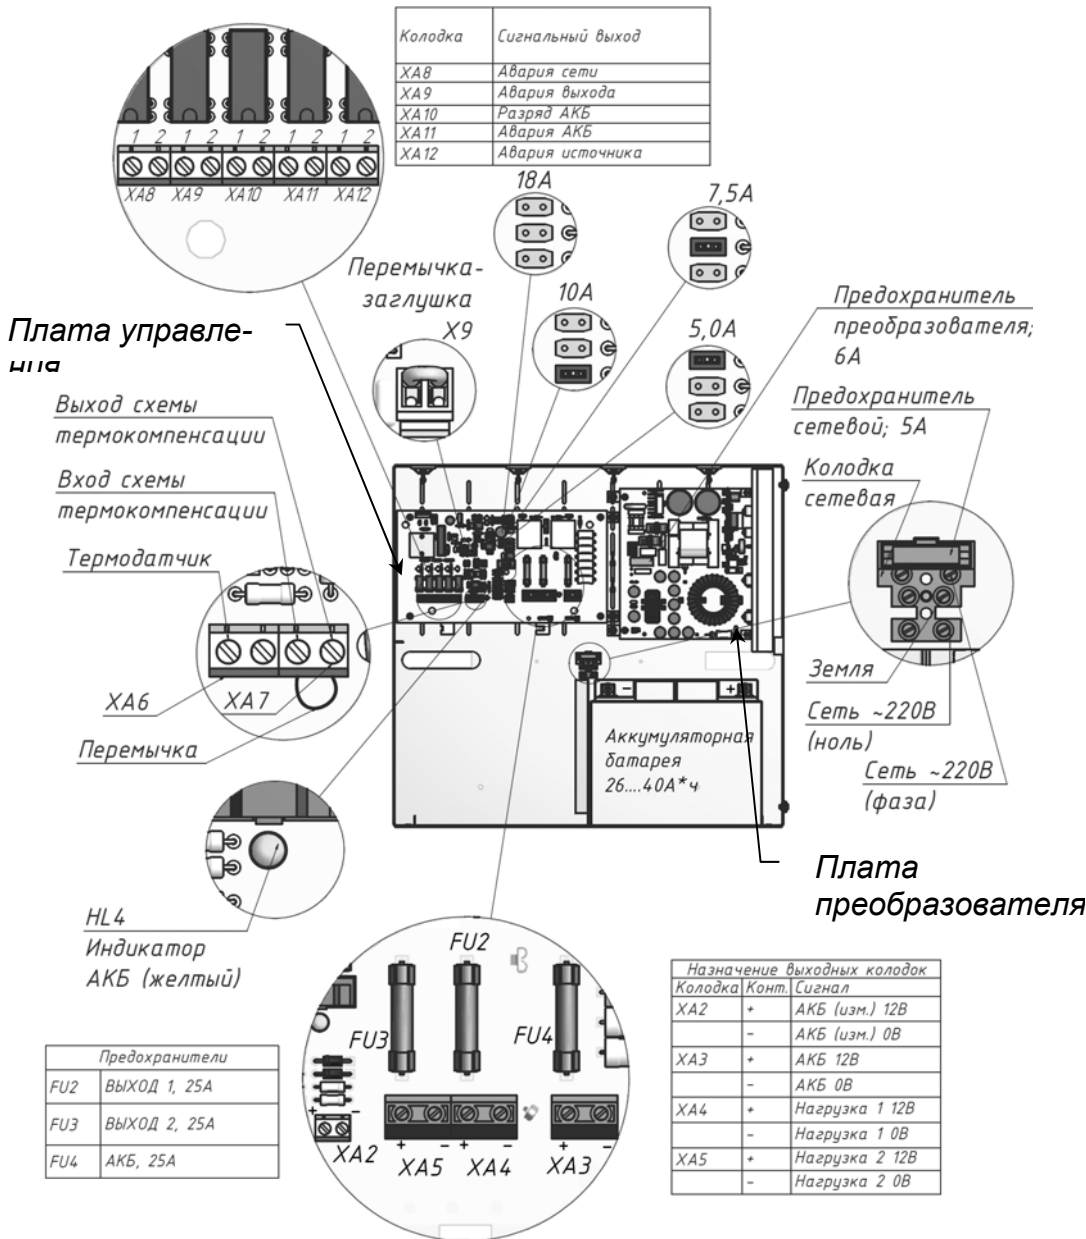 Колодка Сигнальный выход
XA8 Авария сети
XA9 Авария выхода
XA10 Разряд АКБ
XA11 Авария АКБ
XA12 Авария источника
1 2 1 2 1 2 1 2 1 2
XA8 XA9 XA10 XA11 XA12
18А
7,5А
10А
5,0А
Перемычка-
заглушка
X9
Плата управле-
ния
Предохранитель
преобразователя;
6А
Предохранитель
сетевой; 5А
Колодка
сетевая
Выход схемы
термокомпенсации
Вход схемы
термокомпенсации
Термодатчик
XA6
XA7
Перемычка
Земля
Сеть ~220В
(ноль)
Сеть ~220В
(фаза)
− +
Аккумуляторная
батарея
26....40А*ч
HL4
Индикатор
АКБ (желтый)
Плата
преобразователя
FU2
FU3
FU4
+ −
XA2
+ − + − + −
XA5 XA4 XA3
Предохранители
FU2 ВЫХОД 1, 25А
FU3 ВЫХОД 2, 25А
FU4 АКБ, 25А
Назначение выходных колодок
Колодка Конт. Сигнал
XA2 + АКБ (изм.) 12В
− АКБ (изм.) 0В
XA3 + АКБ 12В
− АКБ 0В
XA4 + Нагрузка 1 12В
− Нагрузка 1 0В
XA5 + Нагрузка 2 12В
− Нагрузка 2 0В